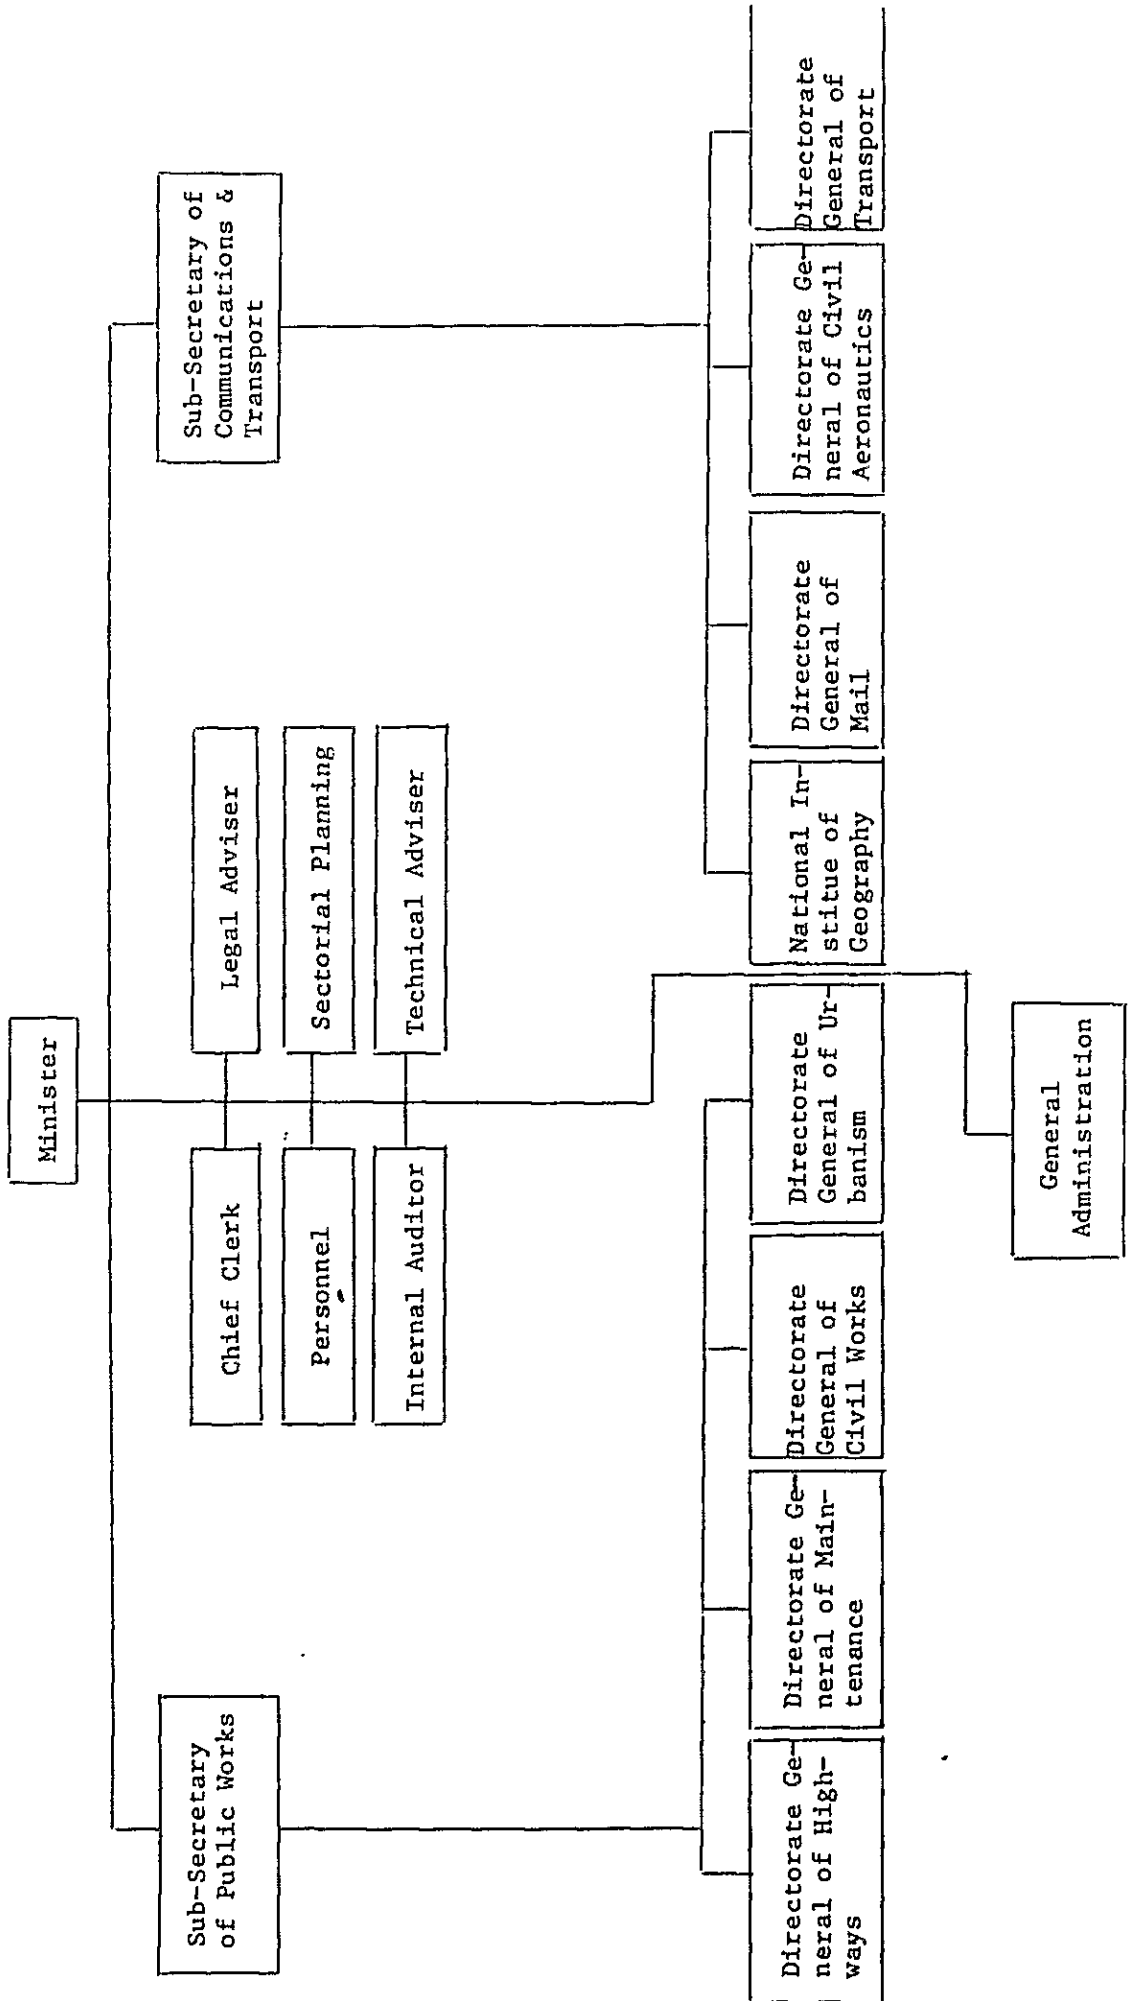 Minister
Sub-Secretary
of Public Works
Sub-Secretary of
Communications &
Transport
Chief Clerk
Legal Adviser
Personnel
Sectorial Planning
Internal Auditor
Technical Adviser
Directorate Ge-
neral of High-
ways
Directorate Ge-
neral of Main-
tenance
Directorate
General of
Civil Works
Directorate
General of Ur-
banism
National In-
stitue of
Geography
Directorate
General of
Mail
Directorate Ge-
neral of Civil
Aeronautics
Directorate
General of
Transport
General
Administration